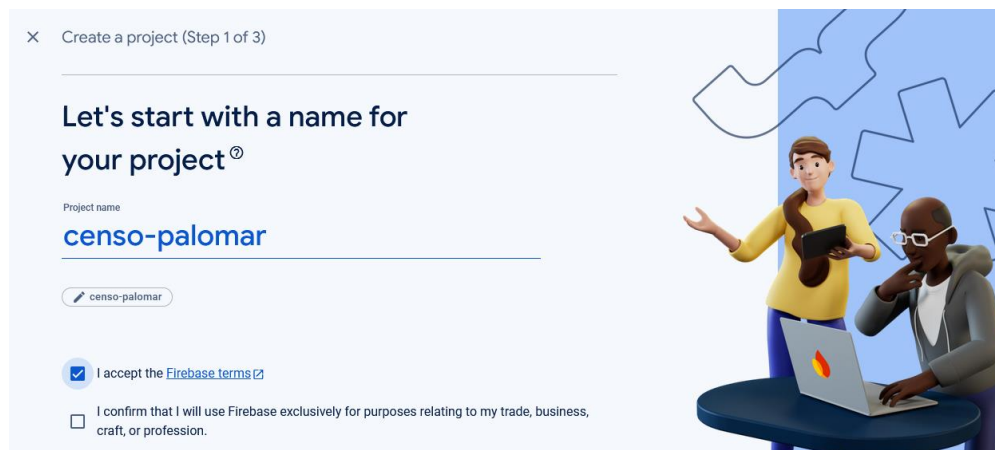 Create a project (Step 1 of 3)
Let's start with a name for
your project
Project name
censo-palomar
censo-palomar
I accept the Firebase terms
I confirm that I will use Firebase exclusively for purposes relating to my trade, business,
craft, or profession.